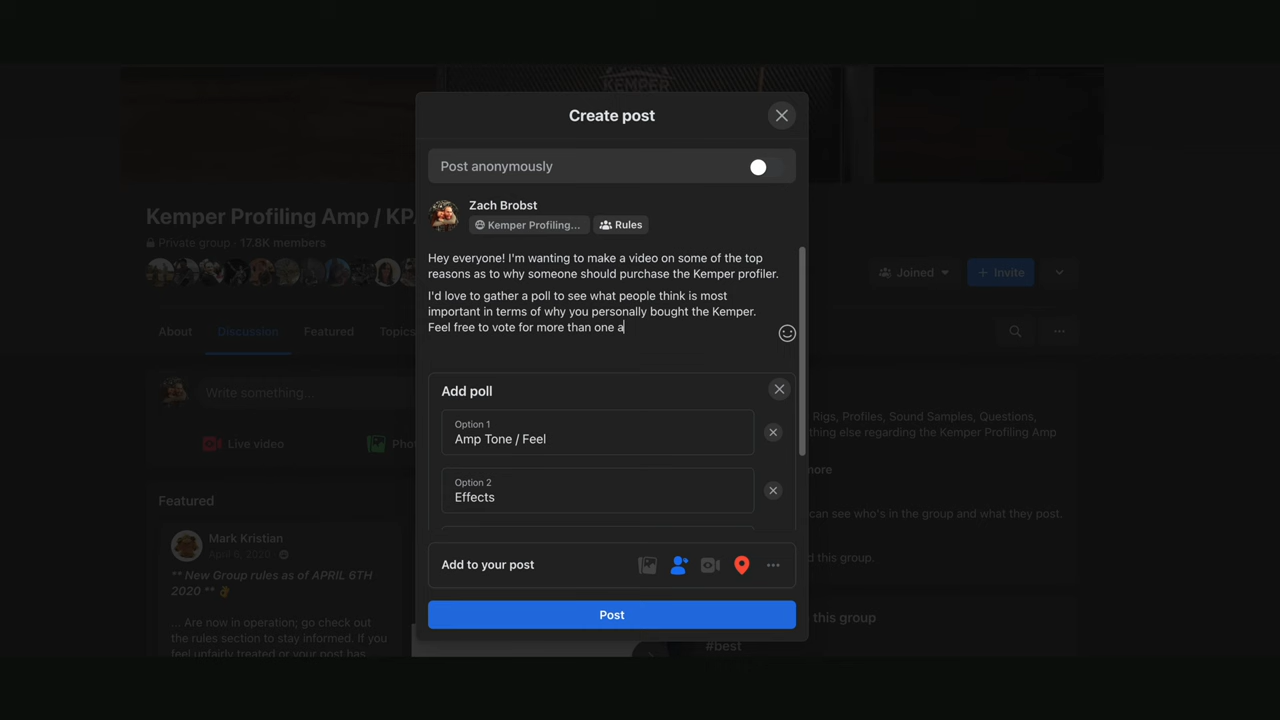 KEMPER
Create post
Post anonymously
Kemper Profiling Amp / KPA
Zach Brobst
Kemper Profiling...
Rules
Private group · 17.8K members
Hey everyone! I'm wanting to make a video on some of the top
reasons as to why someone should purchase the Kemper profiler.
I'd love to gather a poll to see what people think is most
important in terms of why you personally bought the Kemper.
Feel free to vote for more than one a
Joined
+ Invite
About
Discussion
Featured
Topics
Write something...
Live video
Add poll
Option 1
Amp Tone / Feel
Option 2
Effects
Rigs, Profiles, Sound Samples, Questions,
else regarding the Kemper Profiling Amp
Featured
can see who's in the group and what they post.
Mark Kristian
April 6, 2020
this group.
** New Group rules as of APRIL 6TH
2020 **
Add to your post
... Are now in operation; go check out
the rules section to stay informed. If you
feel unfairly treated or your post has
Post
this group
#best